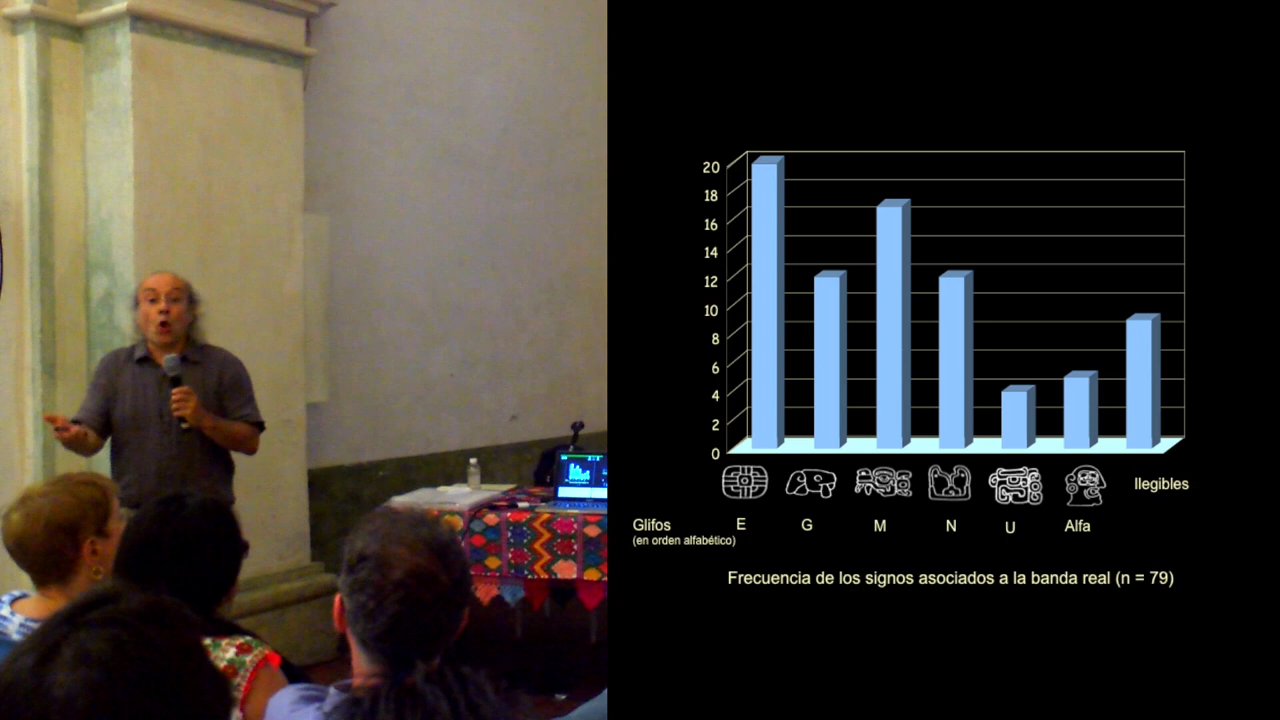 20
18
16
14
12
10
8
6
4
2
0
Ilegibles
Glifos
(en orden alfabético)
E G M N U Alfa
Frecuencia de los signos asociados a la banda real (n = 79)